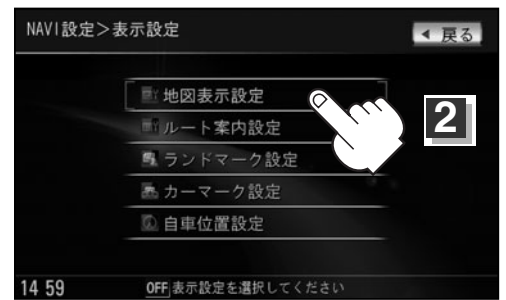 NAVI設定＞表示設定
◀ 戻る
地図表示設定
2
ルート案内設定
ランドマーク設定
カーマーク設定
自車位置設定
14 59
OFF 表示設定を選択してください